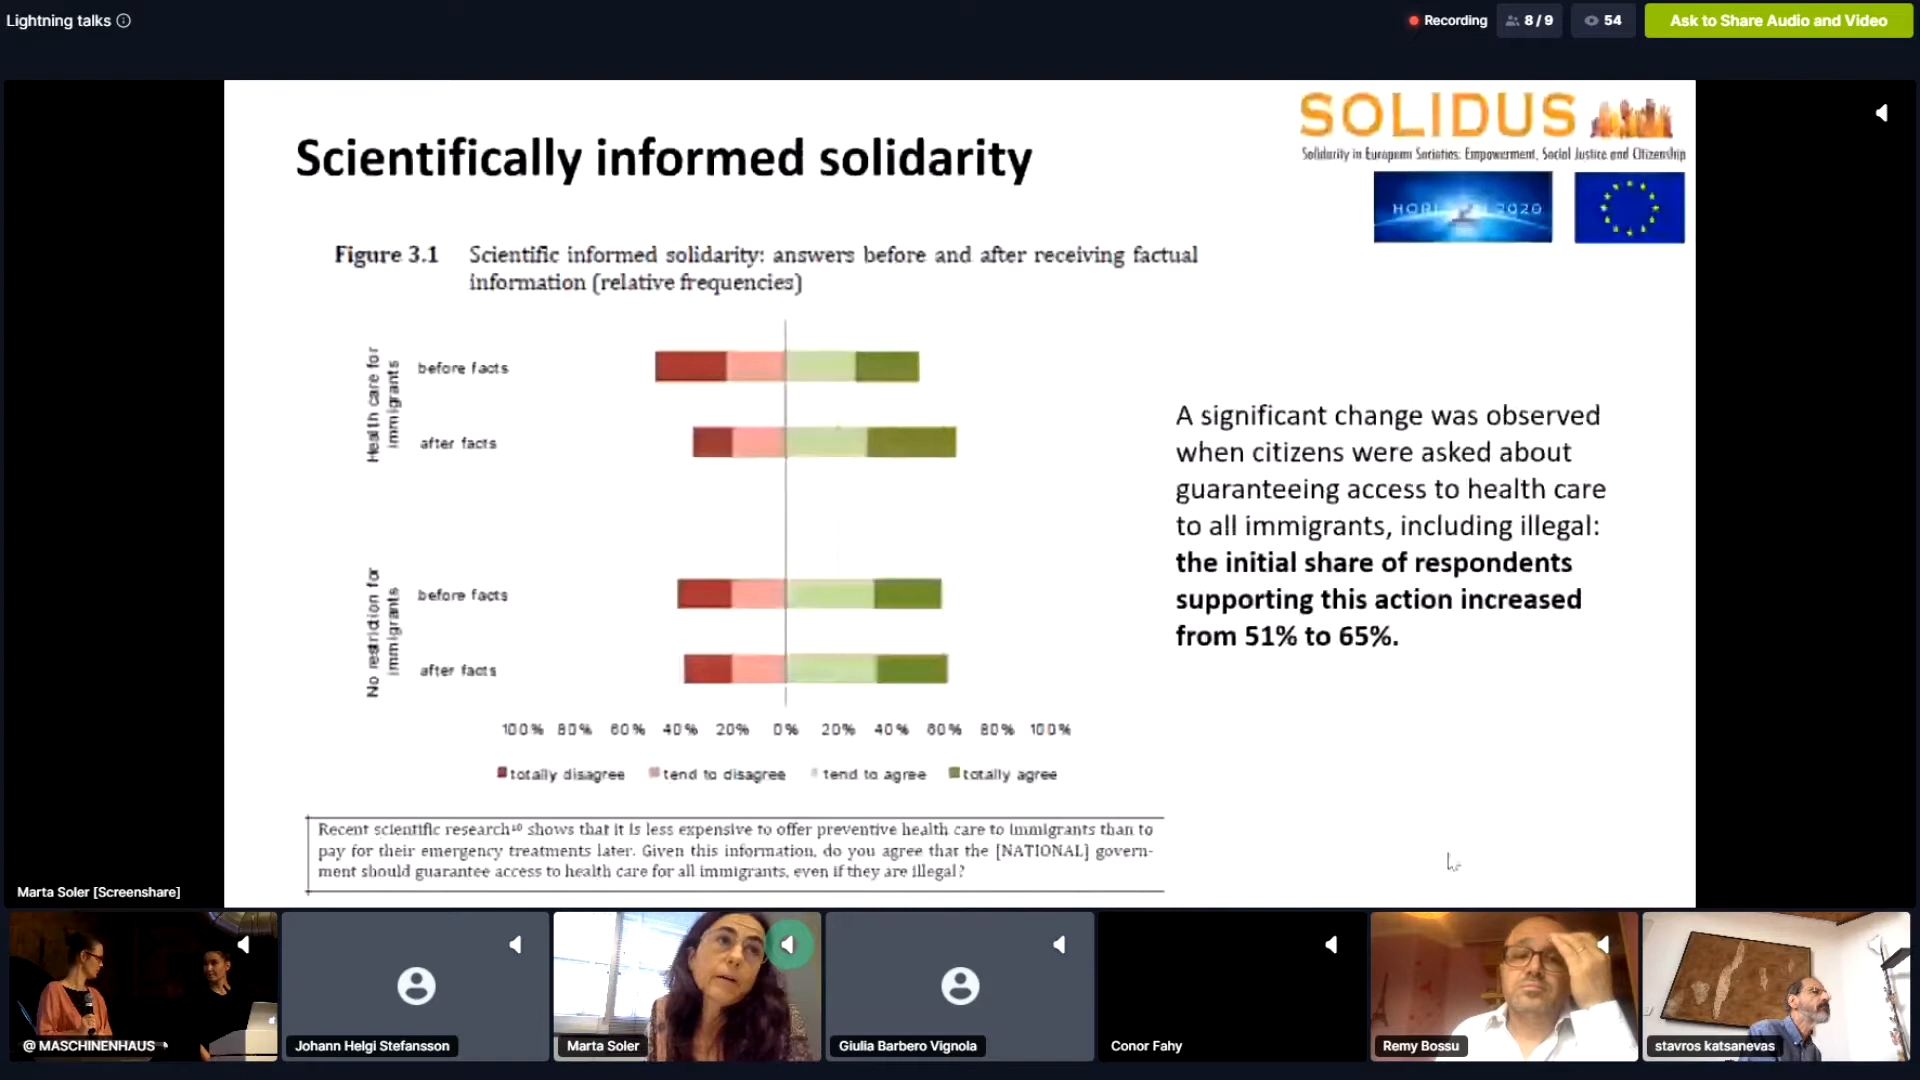 Lightning talks
Recording
8 / 9
54
Ask to Share Audio and Video
SOLIDUS
Solidarity in European Societies: Empowerment, Social Justice and Citizenship
2020
Scientifically informed solidarity
Figure 3.1 Scientific informed solidarity: answers before and after receiving factual
information (relative frequencies)
Health care for
immigrants
before facts
after facts
No restriction for
immigrants
before facts
after facts
100% 80% 60% 40% 20% 0% 20% 40% 60% 80% 100%
totally disagree tend to disagree tend to agree totally agree
A significant change was observed
when citizens were asked about
guaranteeing access to health care
to all immigrants, including illegal:
the initial share of respondents
supporting this action increased
from 51% to 65%.
Recent scientific research¹⁰ shows that it is less expensive to offer preventive health care to immigrants than to
pay for their emergency treatments later. Given this information, do you agree that the [NATIONAL] govern-
ment should guarantee access to health care for all immigrants, even if they are illegal?
Marta Soler [Screenshare]
@ MASCHINENHAUS
Johann Helgi Stefansson
Marta Soler
Giulia Barbero Vignola
Conor Fahy
Remy Bossu
stavros katsanevas